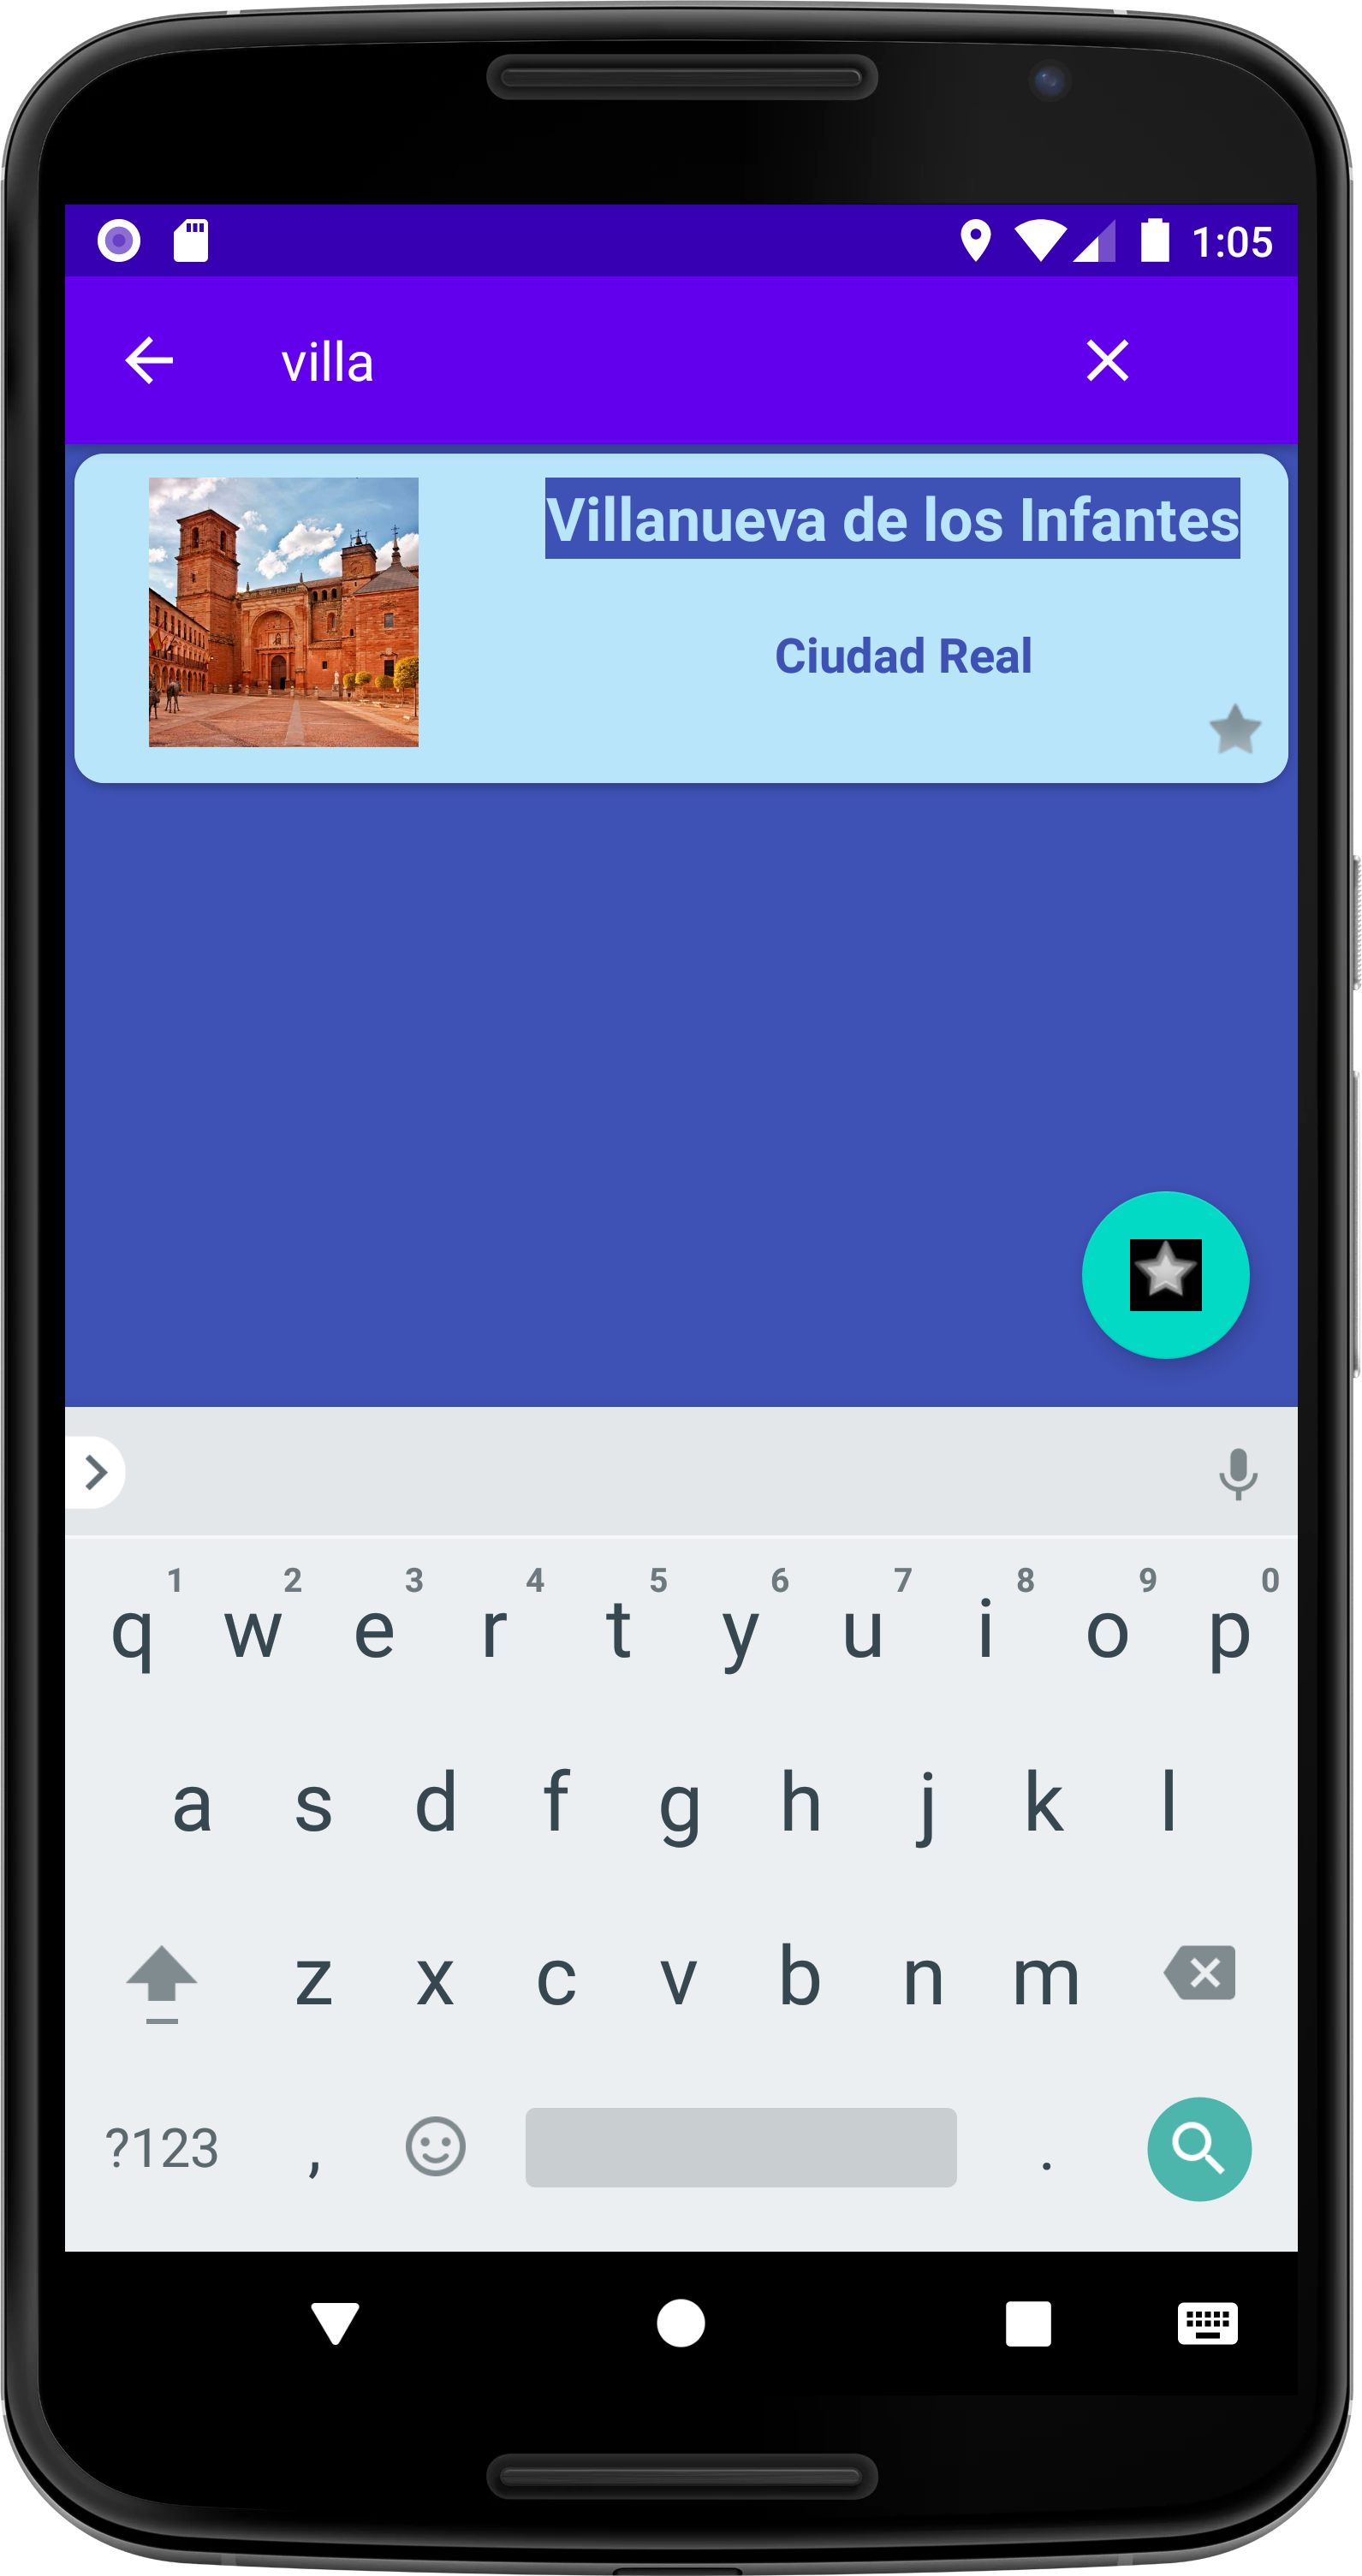 1:05
villa
Villanueva de los Infantes
Ciudad Real
1 2 3 4 5 6 7 8 9 0
q w e r t y u i o p
a s d f g h j k l
z x c v b n m
?123 , .